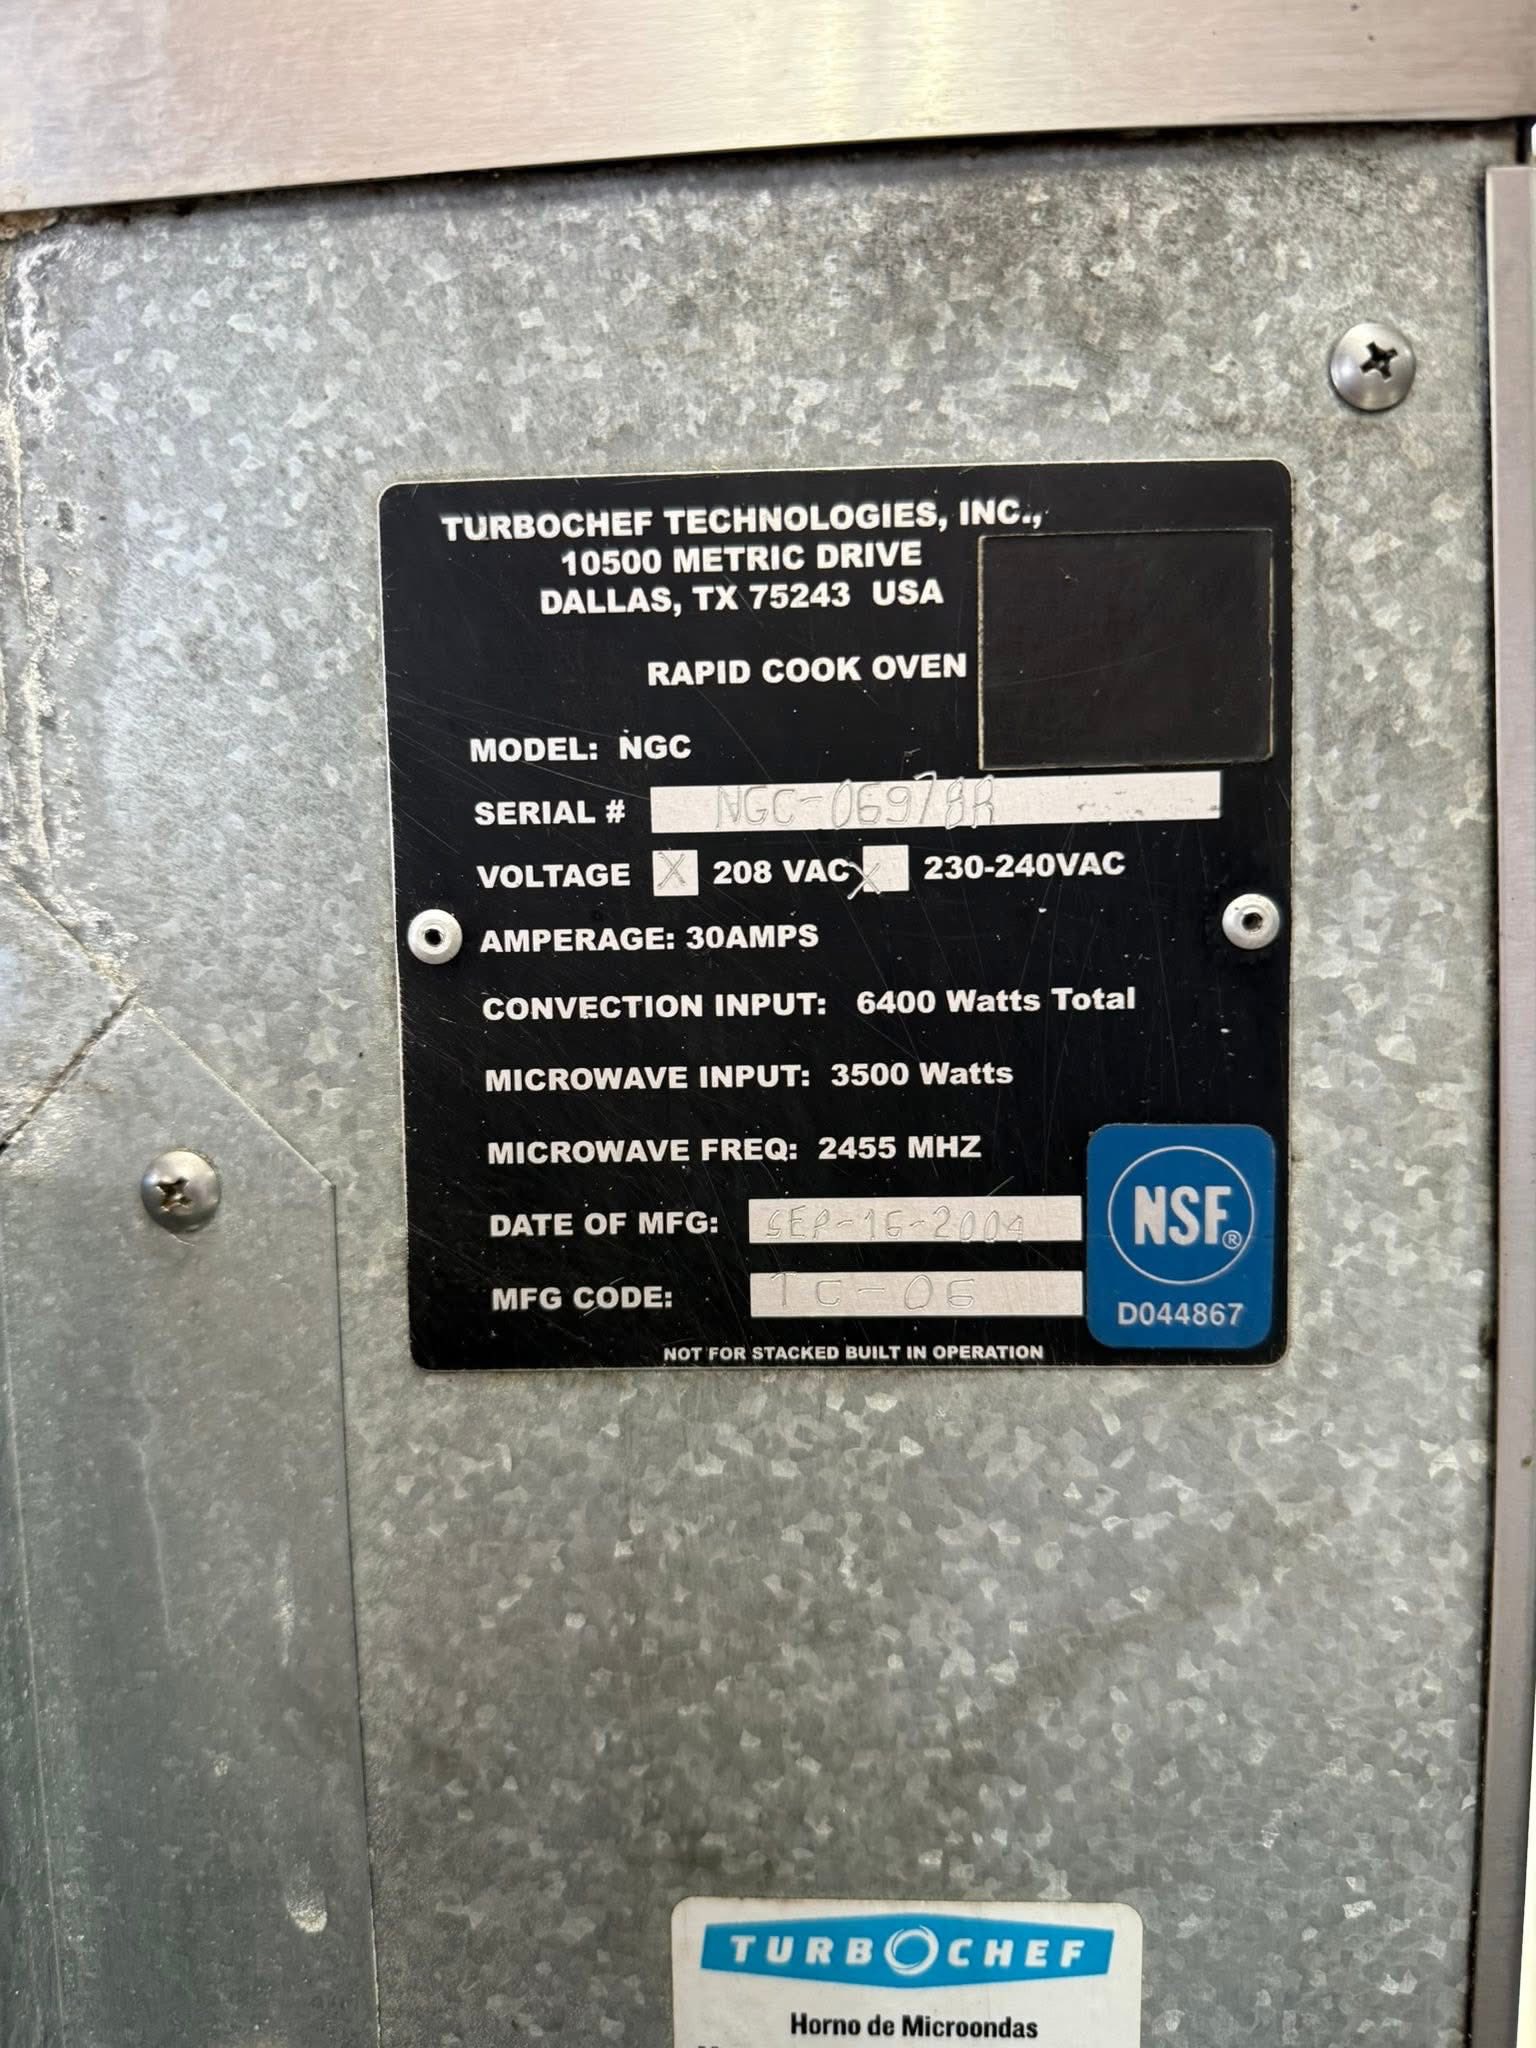 TURBOCHEF TECHNOLOGIES, INC.,
10500 METRIC DRIVE
DALLAS, TX 75243 USA
RAPID COOK OVEN
MODEL: NGC
SERIAL #
VOLTAGE X 208 VAC X 230-240VAC
AMPERAGE: 30AMPS
CONVECTION INPUT: 6400 Watts Total
MICROWAVE INPUT: 3500 Watts
MICROWAVE FREQ: 2455 MHZ
DATE OF MFG: SEP-16-2004
MFG CODE: TC-06
NSF®
D044867
NOT FOR STACKED BUILT IN OPERATION
TURBOCHEF
Horno de Microondas